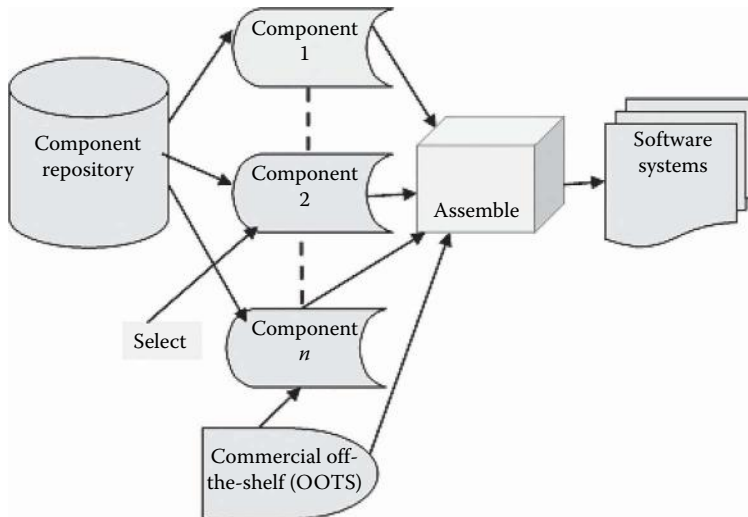 Component
1
Component
repository
Component
2
Software
systems
Assemble
Select
Component
n
Commercial off-
the-shelf (OOTS)